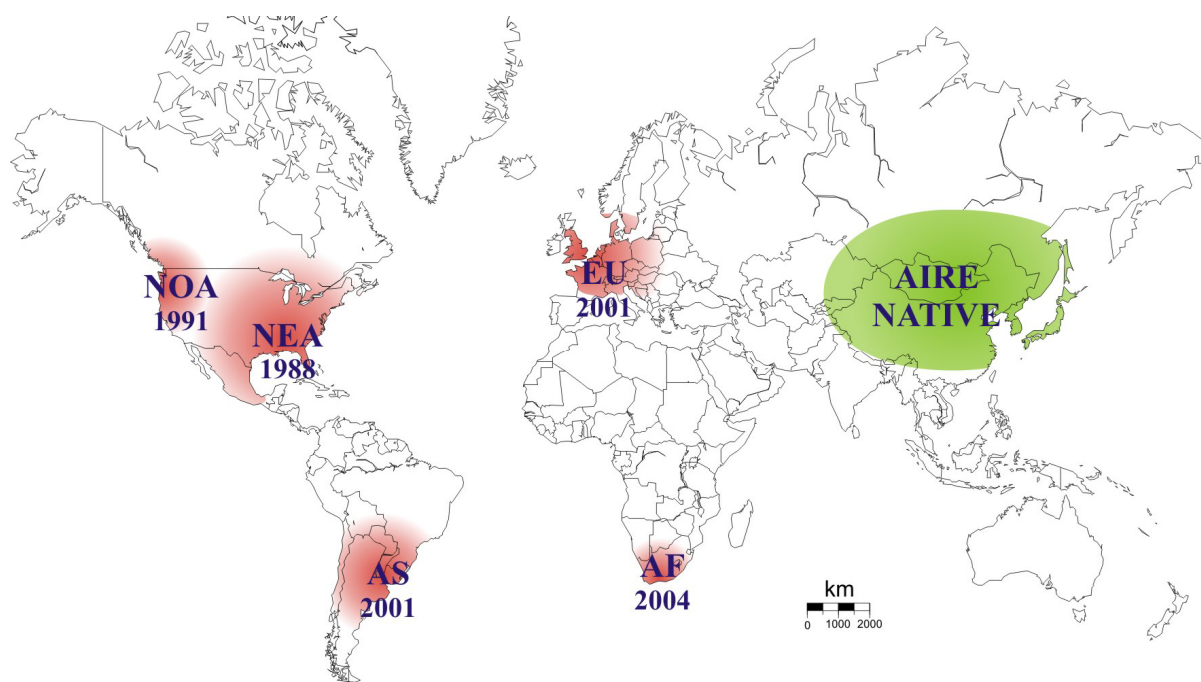 NOA
1991
NEA
1988
EU
2001
AIRE
NATIVE
AS
2001
AF
2004
km
0 1000 2000